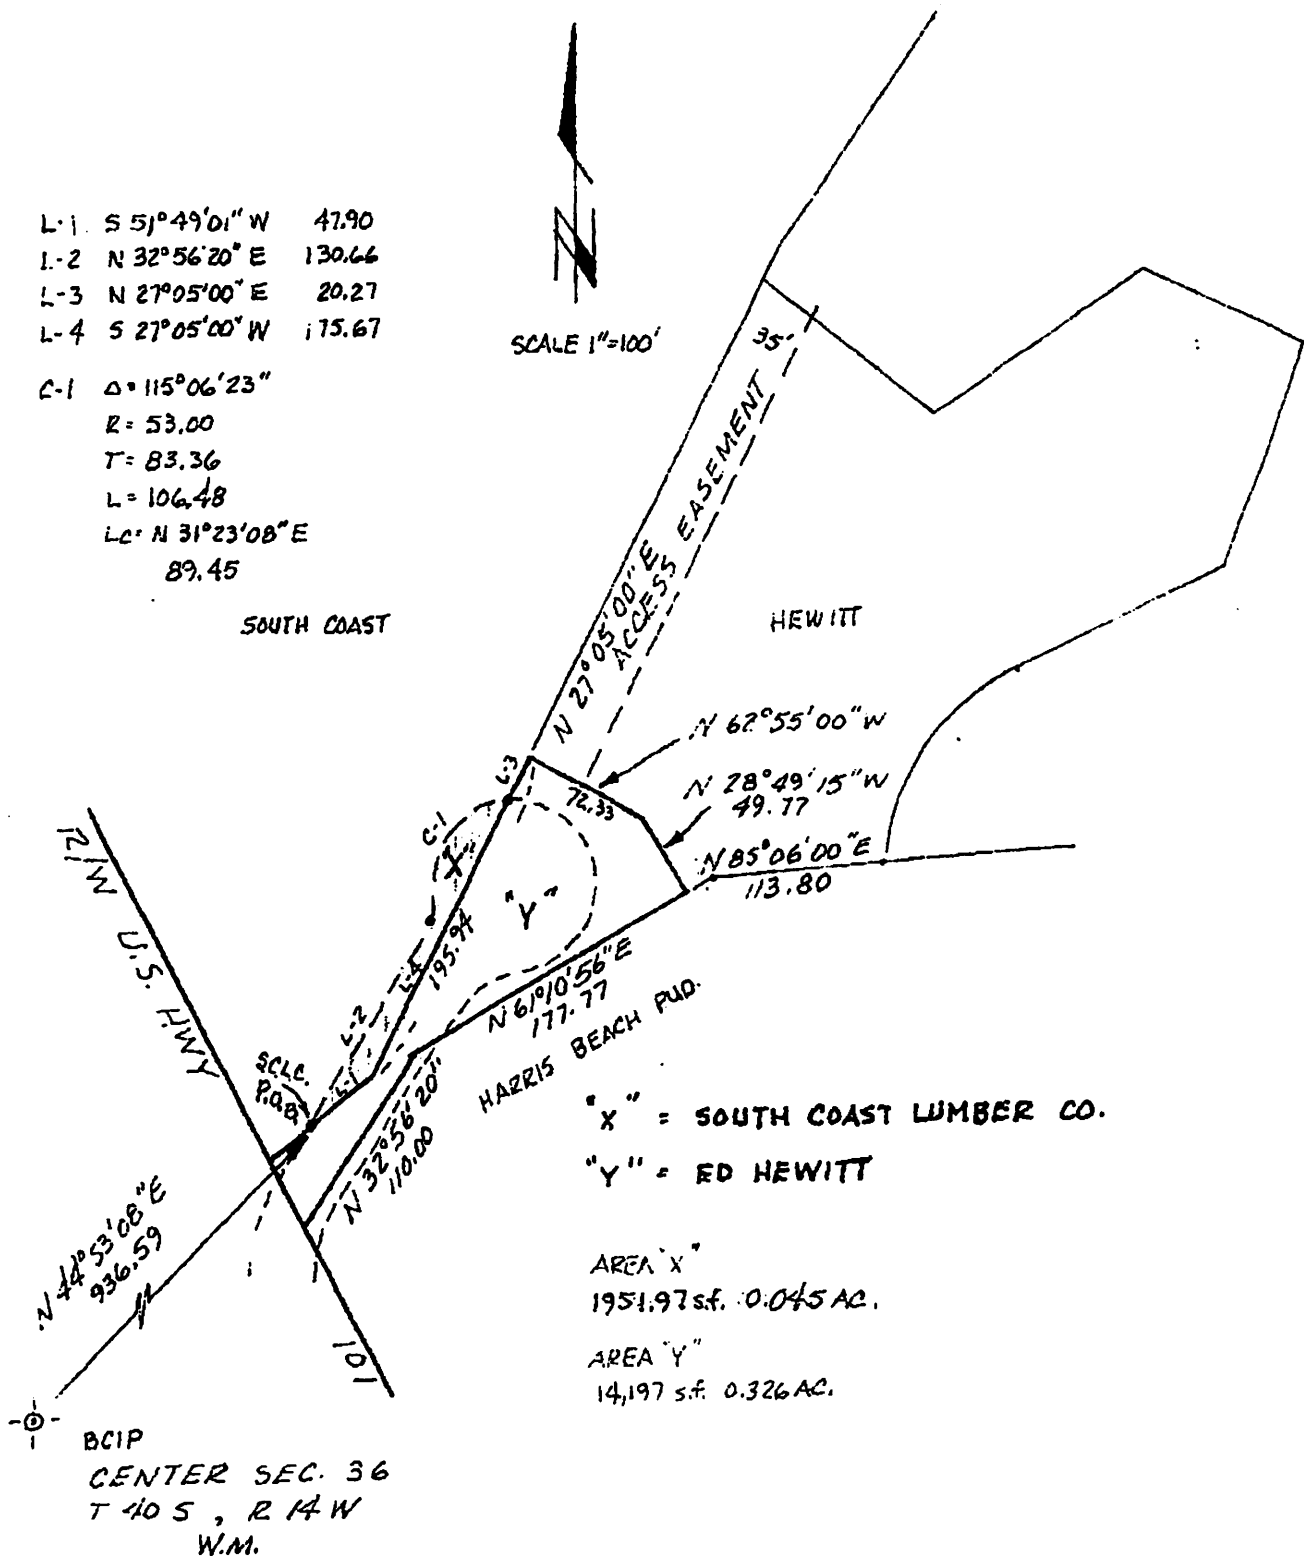 L-1 S 51°49'01" W 47.90
L-2 N 32°56'20" E 130.66
L-3 N 27°05'00" E 20.27
L-4 S 27°05'00" W 175.67
C-1 Δ = 115°06'23"
R = 53.00
T = 83.36
L = 106.48
LC = N 31°23'08" E
89.45
N
SCALE 1"=100'
35'
N 27°05'00" E
ACCESS EASEMENT
SOUTH COAST
HEWITT
N 62°55'00" W
72.33
N 28°49'15" W
49.77
N 85°06'00" E
113.80
L-3
C-1
"X"
"Y"
195.94
L-4
L-2
L-1
S.C.L.C.
P.O.B.
N 61°10'56" E
177.77
HARRIS BEACH PUD.
N 32°56'20"
110.00
TZIW
U.S. HWY
101
N 44°53'08" E
936.59
"X" = SOUTH COAST LUMBER CO.
"Y" = ED HEWITT
AREA "X"
1951.97 s.f. 0.045 AC.
AREA "Y"
14,197 s.f. 0.326 AC.
BCIP
CENTER SEC. 36
T 40 S, R 14 W
W.M.